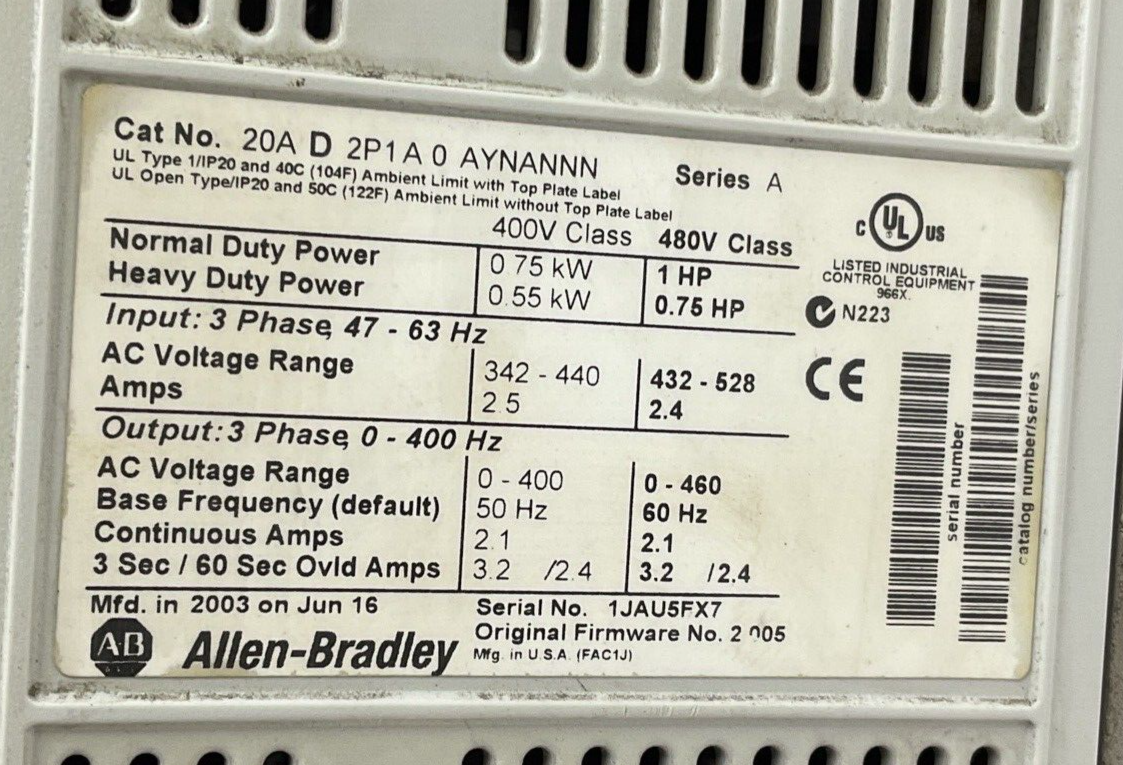 Cat No. 20A D 2P1A 0 AYNANNN Series A
UL Type 1/IP20 and 40C (104F) Ambient Limit with Top Plate Label
UL Open Type/IP20 and 50C (122F) Ambient Limit without Top Plate Label
400V Class 480V Class
Normal Duty Power 0.75 kW 1 HP
Heavy Duty Power 0.55 kW 0.75 HP
Input: 3 Phase, 47 - 63 Hz
AC Voltage Range 342 - 440 432 - 528
Amps 2.5 2.4
Output: 3 Phase, 0 - 400 Hz
AC Voltage Range 0 - 400 0 - 460
Base Frequency (default) 50 Hz 60 Hz
Continuous Amps 2.1 2.1
3 Sec / 60 Sec Ovld Amps 3.2 /2.4 3.2 /2.4
Mfd. in 2003 on Jun 16 Serial No. 1JAU5FX7
Original Firmware No. 2.005
AB Allen-Bradley Mfg. in U.S.A. (FAC1J)
C UL US
LISTED INDUSTRIAL
CONTROL EQUIPMENT
966X
N223
CE
serial number
catalog number/series